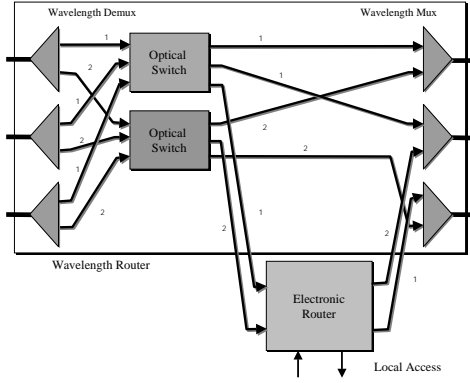 Wavelength Demux
Wavelength Mux
1
1
Optical
Switch
2
1
1
2
Optical
Switch
2
2
1
2
1
2
2
1
Wavelength Router
Electronic
Router
Local Access